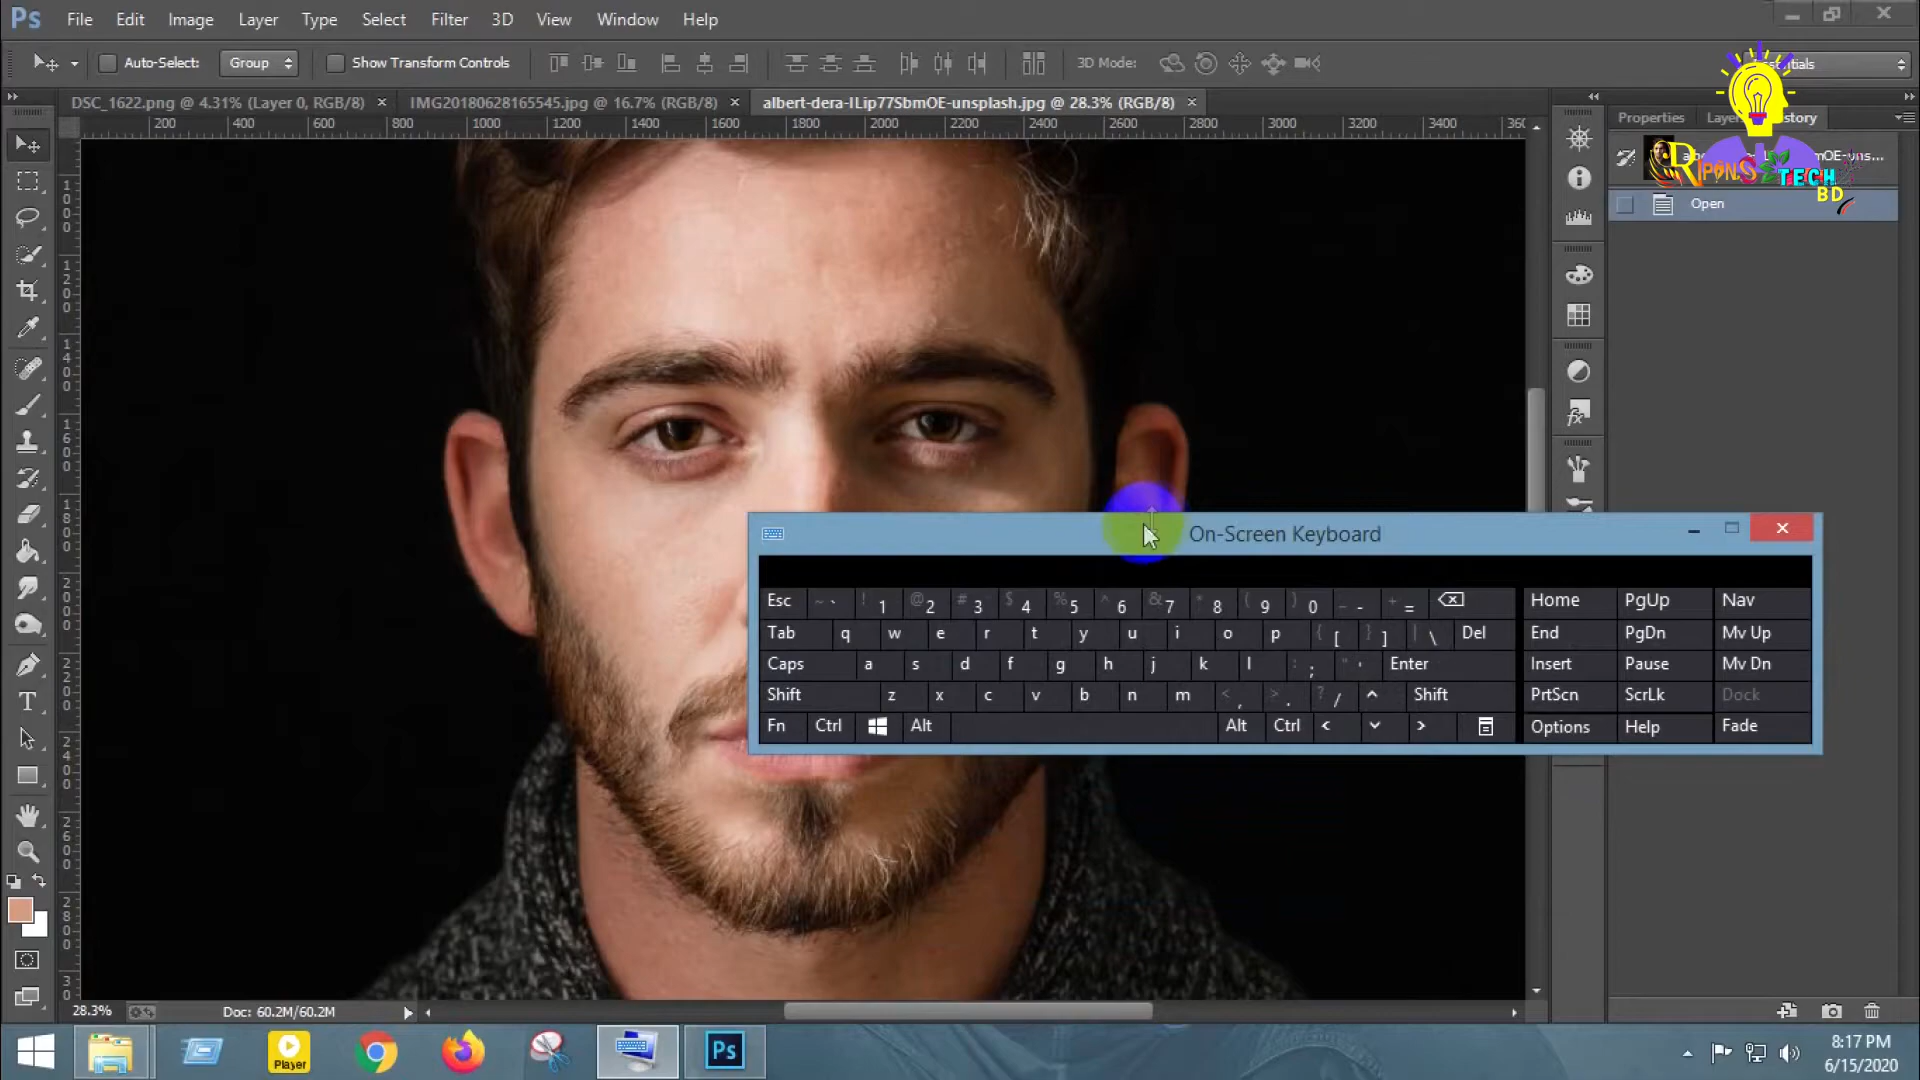 Ps File Edit Image Layer Type Select Filter 3D View Window Help
Auto-Select: Group Show Transform Controls 3D Mode:
DSC_1622.png @ 4.31% (Layer 0, RGB/8) × IMG20180628165545.jpg @ 16.7% (RGB/8) × albert-dera-ILip77SbmOE-unsplash.jpg @ 28.3% (RGB/8) ×
200 400 600 800 1000 1200 1400 1600 1800 2000 2200 2400 2600 2800 3000 3200 3400
Properties
Open
RIPONS TECH BD
On-Screen Keyboard
Esc ~ ` ! 1 @ 2 # 3 $ 4 % 5 ^ 6 & 7 * 8 ( 9 ) 0 _ - + = Home PgUp Nav
Tab q w e r t y u i o p { [ } ] | \ Del End PgDn Mv Up
Caps a s d f g h j k l : ; " ' Enter Insert Pause Mv Dn
Shift z x c v b n m < , > . ? / ^ Shift PrtScn ScrLk Dock
Fn Ctrl Alt Alt Ctrl < > Options Help Fade
28.3% Doc: 60.2M/60.2M
Player
Ps
8:17 PM
6/15/2020